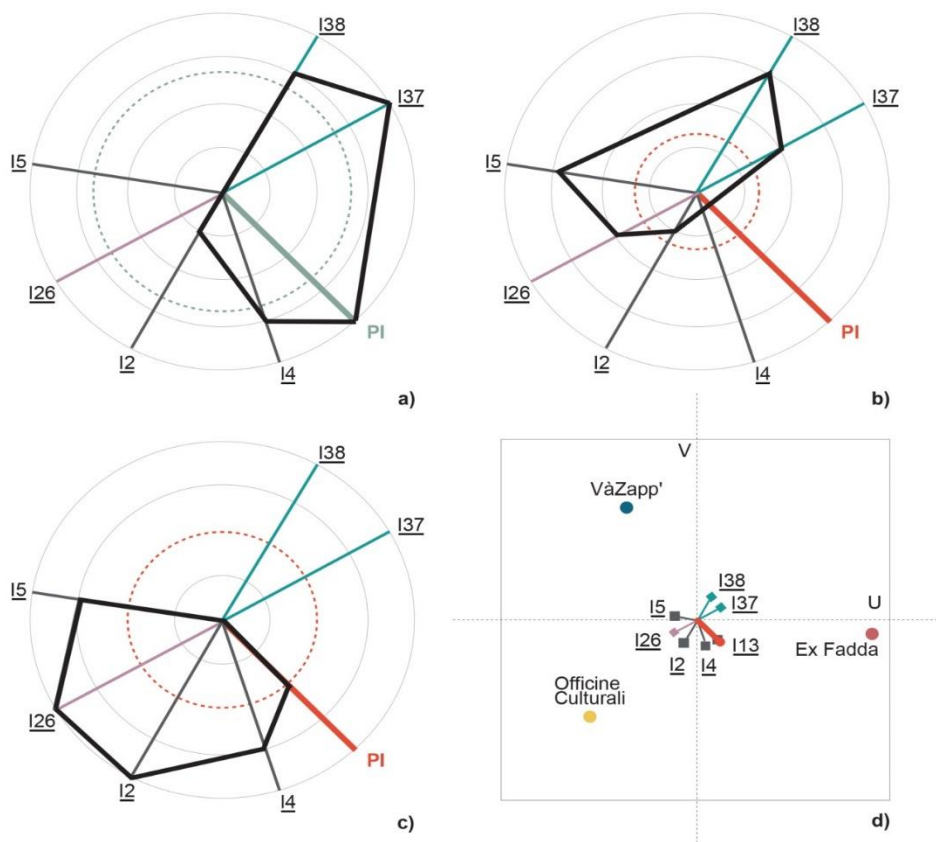 I38
I37
I5
I26
I2
I4
PI
a)
I38
I37
I5
I26
I2
I4
PI
b)
I38
I37
I5
I26
I2
I4
PI
c)
V
VàZapp'
I38
I37
I5
U
I26
I13
I2
I4
Ex Fadda
Officine
Culturali
d)